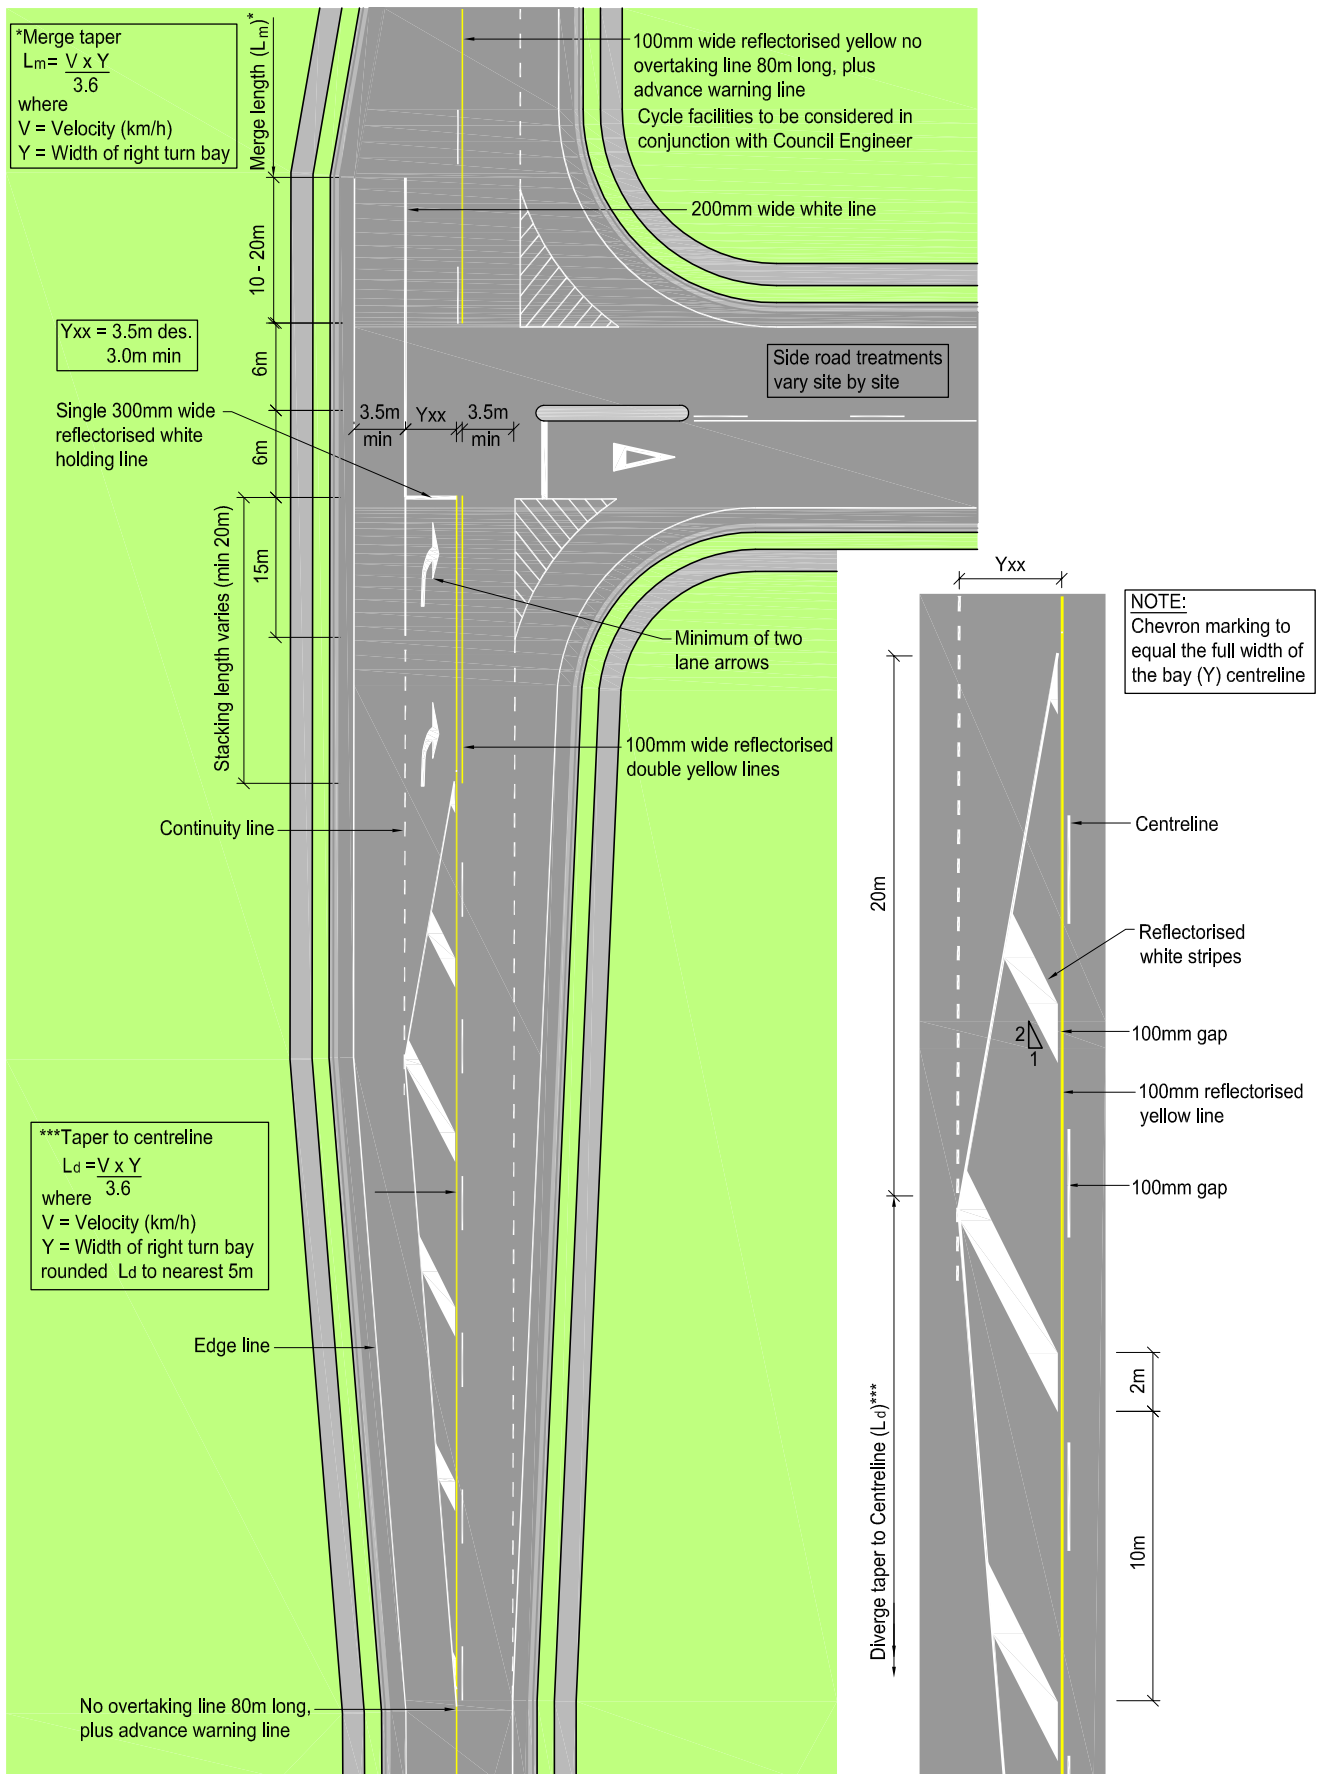 *Merge taper
Lm= V x Y
3.6
where
V = Velocity (km/h)
Y = Width of right turn bay
Merge length (Lm)*
100mm wide reflectorised yellow no
overtaking line 80m long, plus
advance warning line
Cycle facilities to be considered in
conjunction with Council Engineer
200mm wide white line
10 - 20m
Yxx = 3.5m des.
3.0m min
6m
Side road treatments
vary site by site
Single 300mm wide
reflectorised white
holding line
3.5m
min
Yxx
3.5m
min
6m
Stacking length varies (min 20m)
15m
Minimum of two
lane arrows
100mm wide reflectorised
double yellow lines
Continuity line
***Taper to centreline
Ld = V x Y
3.6
where
V = Velocity (km/h)
Y = Width of right turn bay
rounded Ld to nearest 5m
Edge line
No overtaking line 80m long,
plus advance warning line
Yxx
NOTE:
Chevron marking to
equal the full width of
the bay (Y) centreline
20m
Centreline
Reflectorised
white stripes
2
1
100mm gap
100mm reflectorised
yellow line
100mm gap
2m
Diverge taper to Centreline (Ld)***
10m